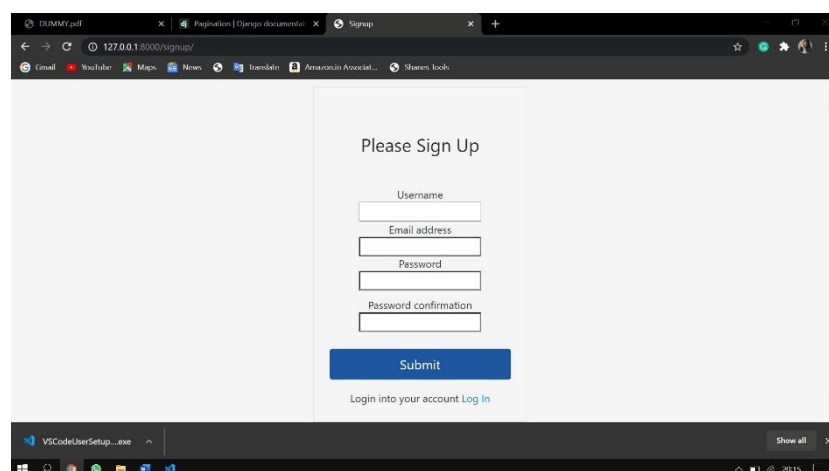 DUMMY.pdf
Pagination | Django documentati
Signup
127.0.0.1:8000/signup/
Gmail YouTube Maps News Translate Amazon.in Associat... Shares Tools
Please Sign Up
Username
Email address
Password
Password confirmation
Submit
Login into your account Log In
VSCodeUserSetup....exe
Show all
20:15